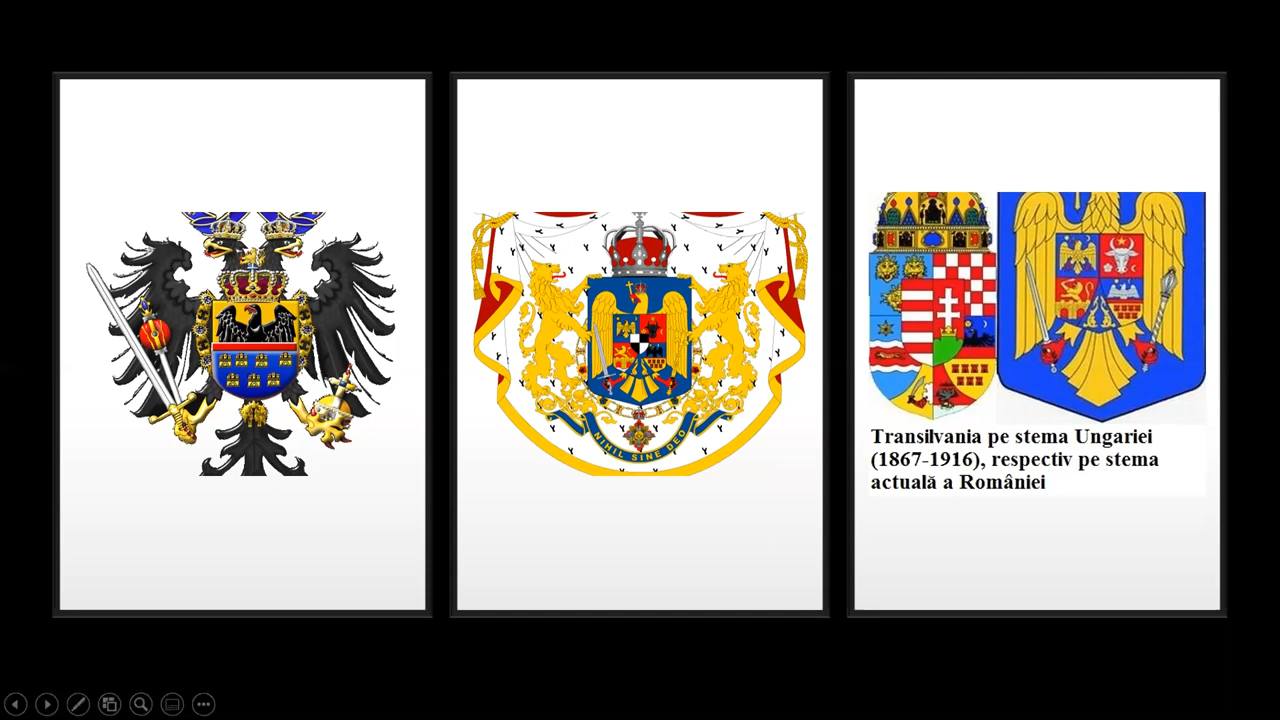 NIHIL SINE DEO
Transilvania pe stema Ungariei
(1867-1916), respectiv pe stema
actuală a României